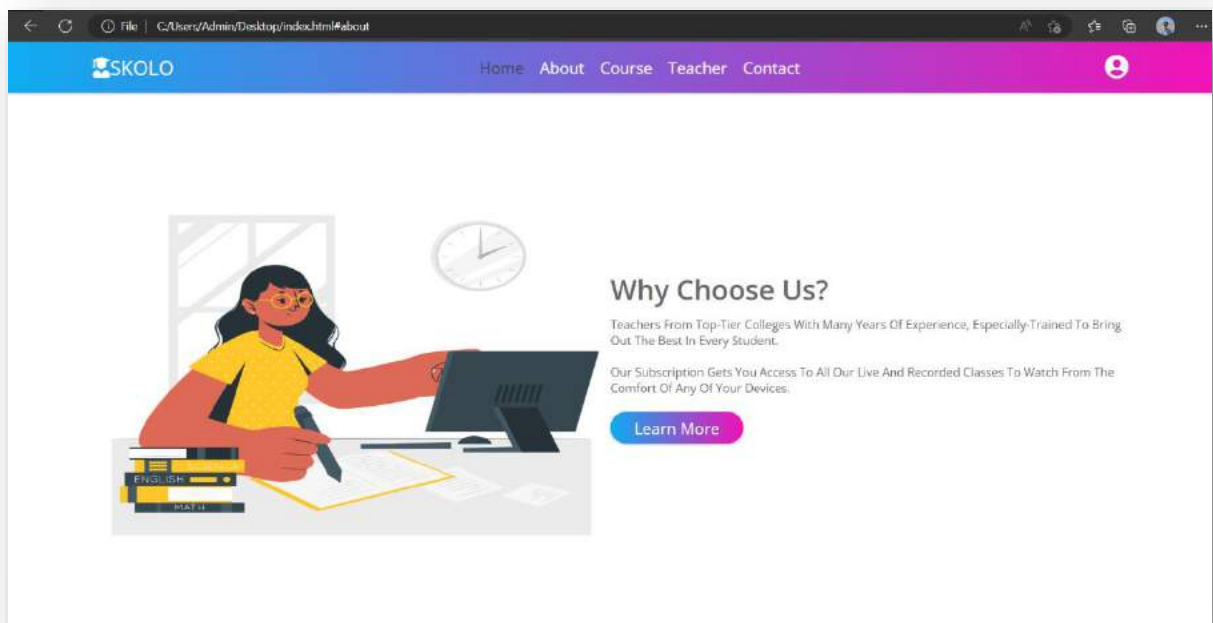 File | C:/Users/Admin/Desktop/index.html#about
SKOLO
Home About Course Teacher Contact
Why Choose Us?
Teachers From Top-Tier Colleges With Many Years Of Experience, Especially-Trained To Bring
Out The Best In Every Student.
Our Subscription Gets You Access To All Our Live And Recorded Classes To Watch From The
Comfort Of Any Of Your Devices.
Learn More
ENGLISH
MATH